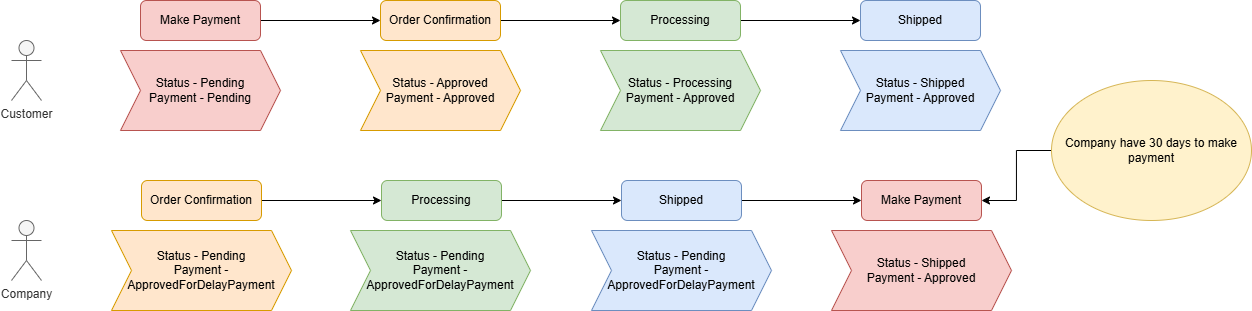 Make Payment
Order Confirmation
Processing
Shipped
Status - Pending
Payment - Pending
Status - Approved
Payment - Approved
Status - Processing
Payment - Approved
Status - Shipped
Payment - Approved
Customer
Company have 30 days to make
payment
Order Confirmation
Processing
Shipped
Make Payment
Status - Pending
Payment -
ApprovedForDelayPayment
Status - Pending
Payment -
ApprovedForDelayPayment
Status - Pending
Payment -
ApprovedForDelayPayment
Status - Shipped
Payment - Approved
Company